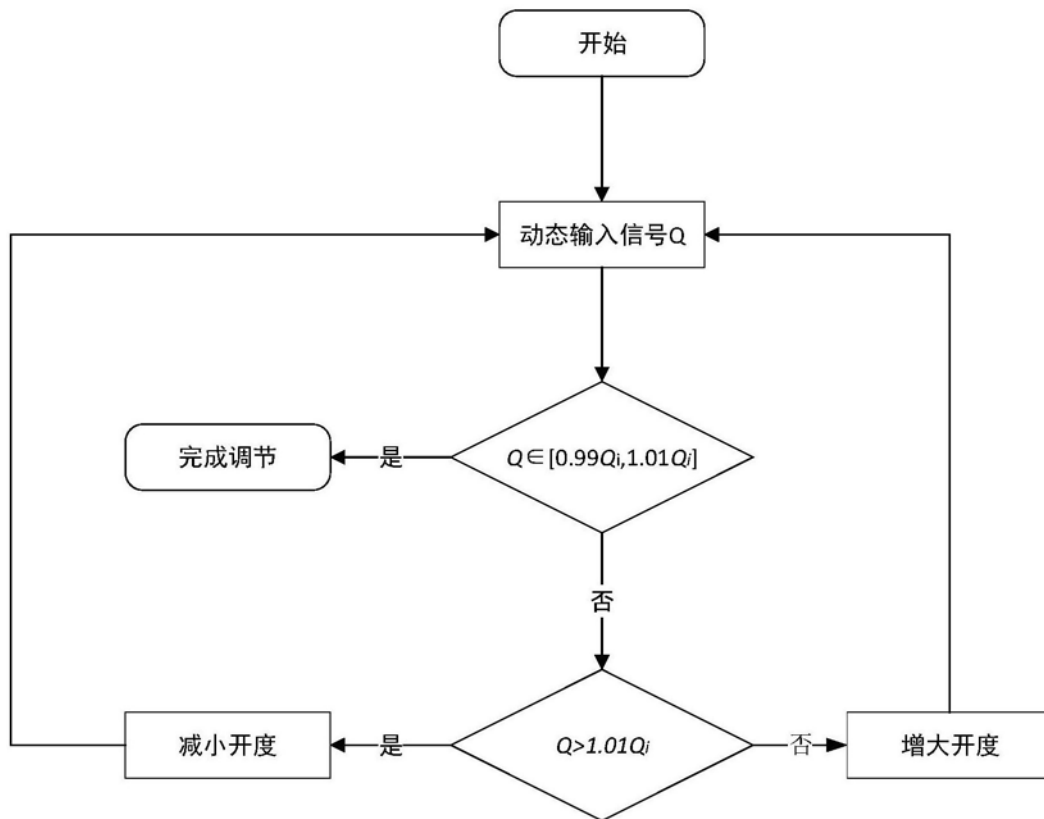 开始
动态输入信号Q
Q∈[0.99Qi,1.01Qi]
是
完成调节
否
Q>1.01Qi
是
减小开度
否
增大开度